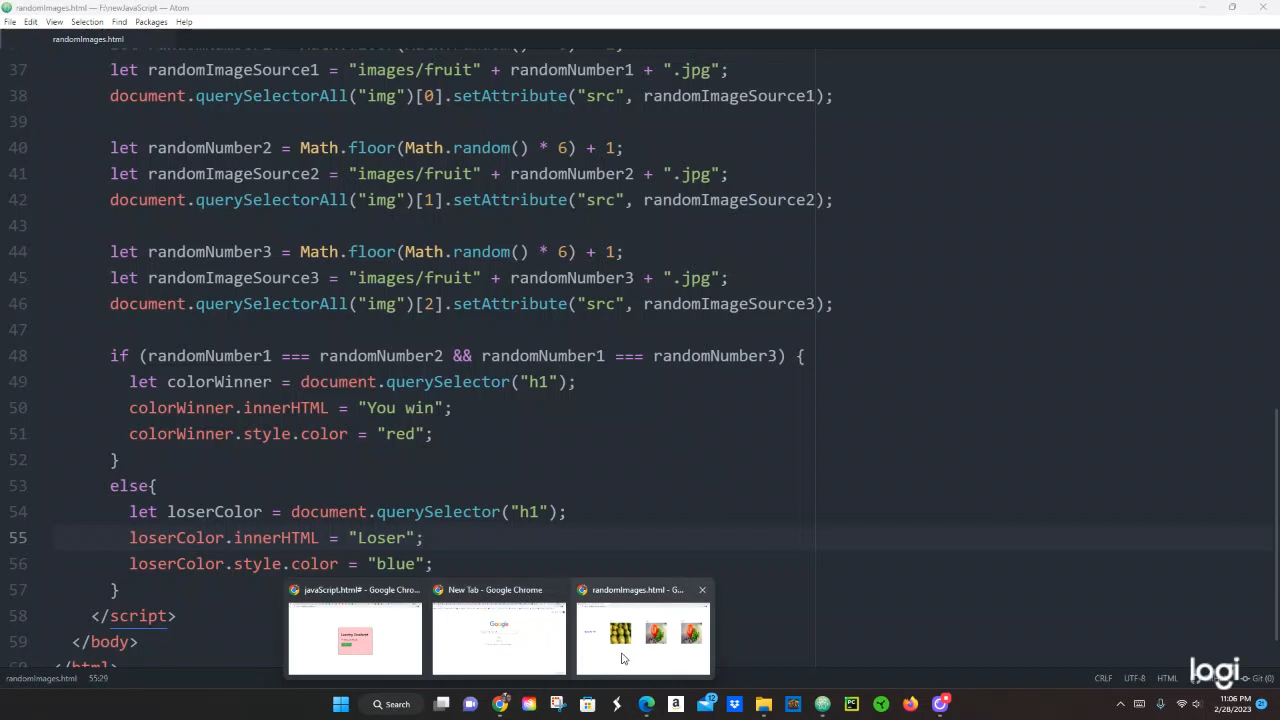 randomImages.html — F:\newJavaScript — Atom
File Edit View Selection Find Packages Help
randomImages.html
37 let randomImageSource1 = "images/fruit" + randomNumber1 + ".jpg";
38 document.querySelectorAll("img")[0].setAttribute("src", randomImageSource1);
39
40 let randomNumber2 = Math.floor(Math.random() * 6) + 1;
41 let randomImageSource2 = "images/fruit" + randomNumber2 + ".jpg";
42 document.querySelectorAll("img")[1].setAttribute("src", randomImageSource2);
43
44 let randomNumber3 = Math.floor(Math.random() * 6) + 1;
45 let randomImageSource3 = "images/fruit" + randomNumber3 + ".jpg";
46 document.querySelectorAll("img")[2].setAttribute("src", randomImageSource3);
47
48 if (randomNumber1 === randomNumber2 && randomNumber1 === randomNumber3) {
49 let colorWinner = document.querySelector("h1");
50 colorWinner.innerHTML = "You win";
51 colorWinner.style.color = "red";
52 }
53 else{
54 let loserColor = document.querySelector("h1");
55 loserColor.innerHTML = "Loser";
56 loserColor.style.color = "blue";
57 }
58 </script>
59 </body>
60 </html>
javaScript.html# - Google Chro... New Tab - Google Chrome randomImages.html - G...
Google
logi
randomImages.html 55:29 CRLF UTF-8 HTML Git (0)
Search
12
11:06 PM
2/28/2023
21